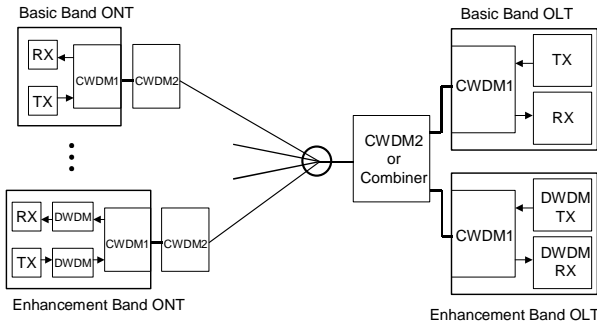 Basic Band ONT
RX
TX
CWDM1
CWDM2
RX
DWDM
TX
DWDM
CWDM1
CWDM2
Enhancement Band ONT
CWDM2
or
Combiner
Basic Band OLT
CWDM1
TX
RX
CWDM1
DWDM
TX
DWDM
RX
Enhancement Band OLT